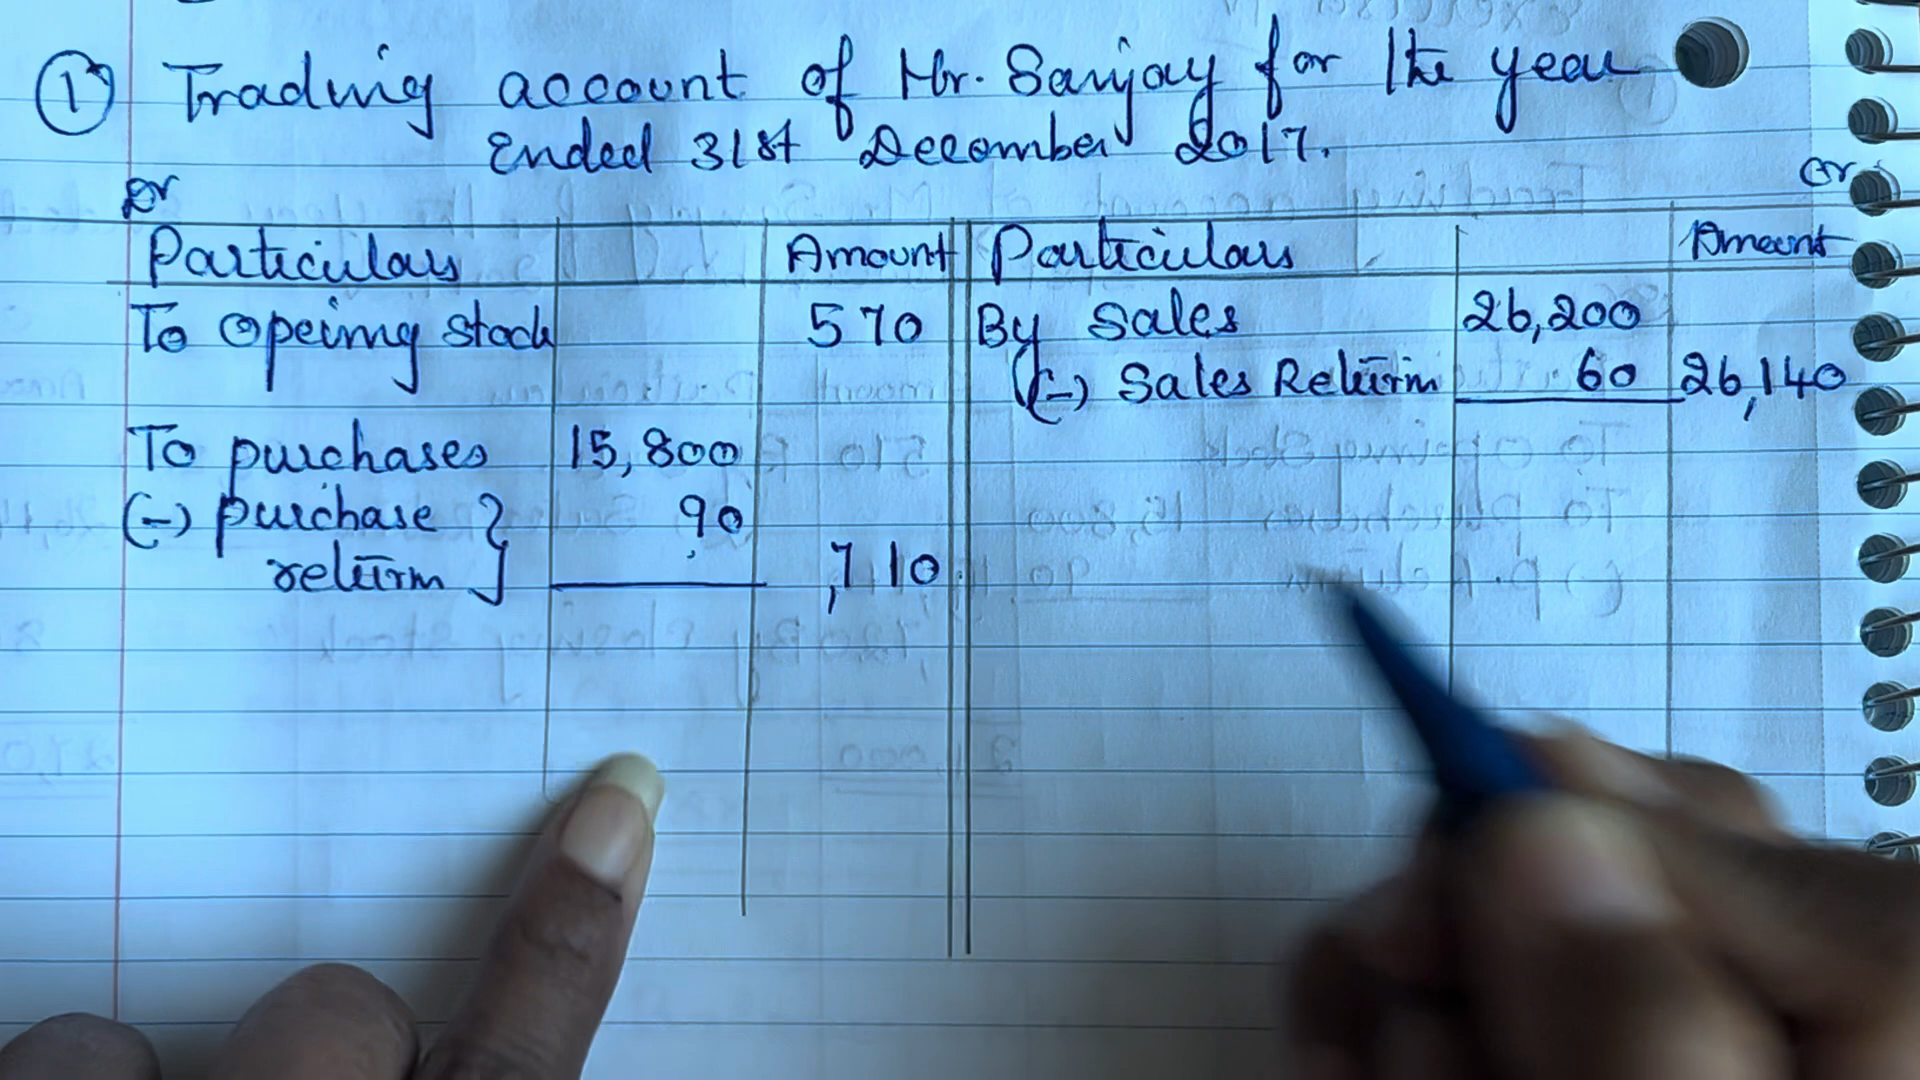 1 Trading account of Mr. Sanjay for the year
Ended 31st December 2017.
Dr Cr
Particulars Amount Particulars Amount
To opeimg stock 570 By Sales 26,200
(-) Sales Return 60 26,140
To purchases 15,800
(-) purchase 90
return ,710